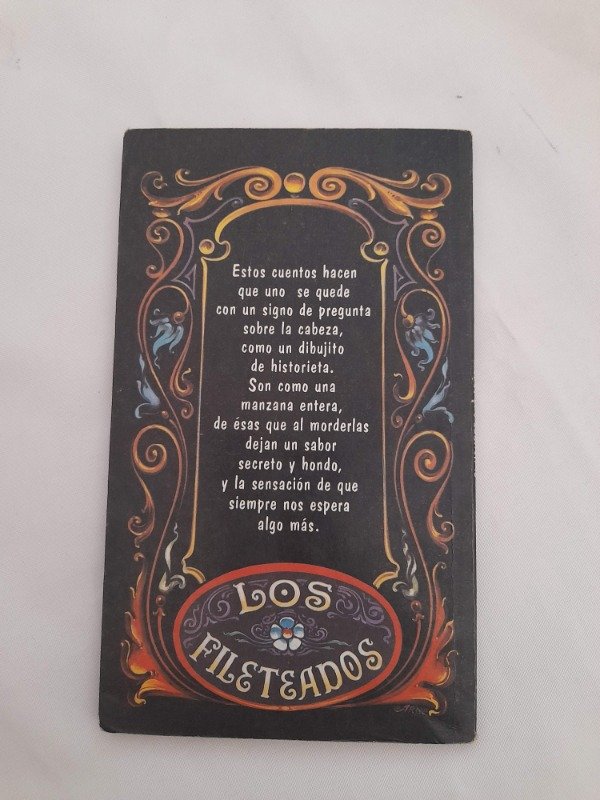 Estos cuentos hacen
que uno se quede
con un signo de pregunta
sobre la cabeza,
como un dibujito
de historieta.
Son como una
manzana entera,
de ésas que al morderlas
dejan un sabor
secreto y hondo,
y la sensación de que
siempre nos espera
algo más.
LOS
FILETEADOS